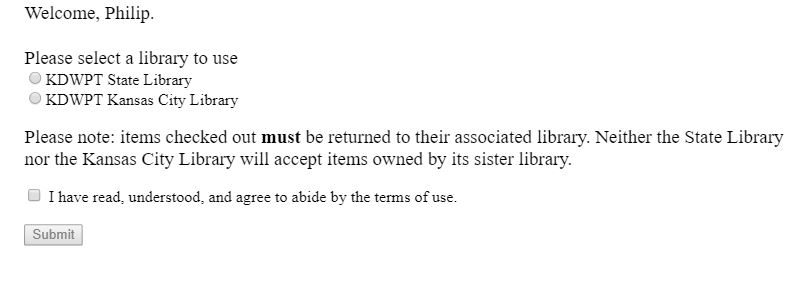 Welcome, Philip.
Please select a library to use
KDWPT State Library
KDWPT Kansas City Library
Please note: items checked out must be returned to their associated library. Neither the State Library
nor the Kansas City Library will accept items owned by its sister library.
I have read, understood, and agree to abide by the terms of use.
Submit